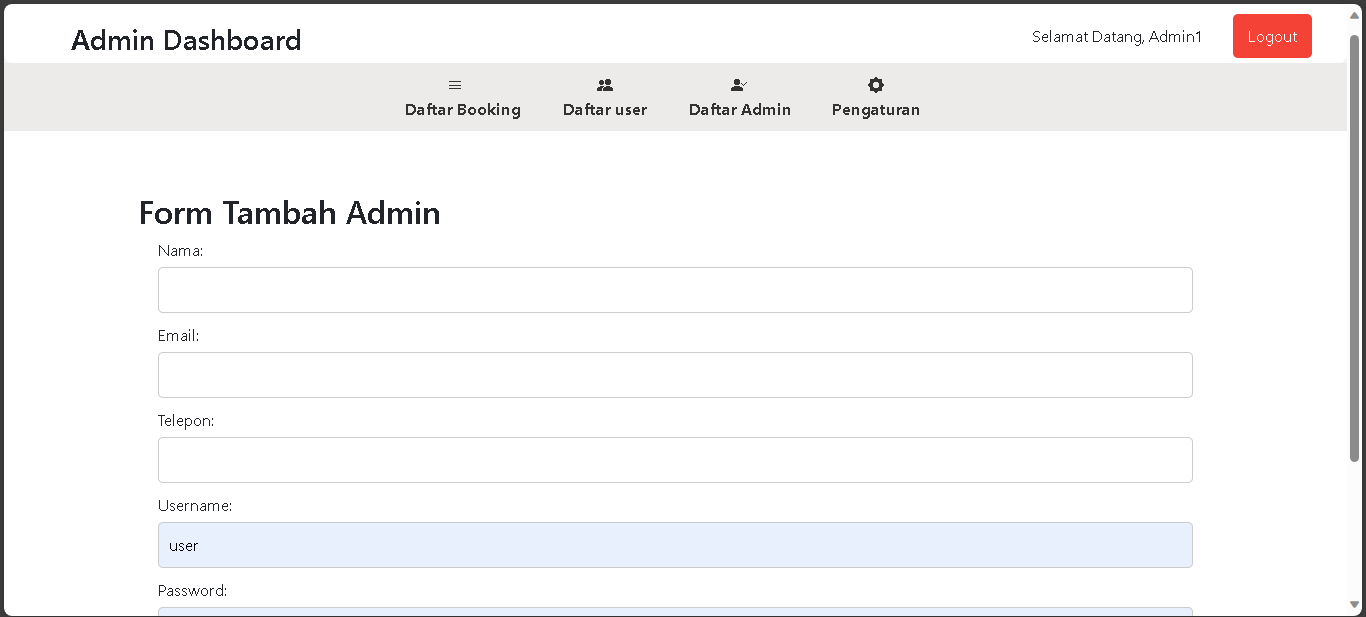 Admin Dashboard
Selamat Datang, Admin1
Logout
Daftar Booking
Daftar user
Daftar Admin
Pengaturan
Form Tambah Admin
Nama:
Email:
Telepon:
Username:
user
Password: